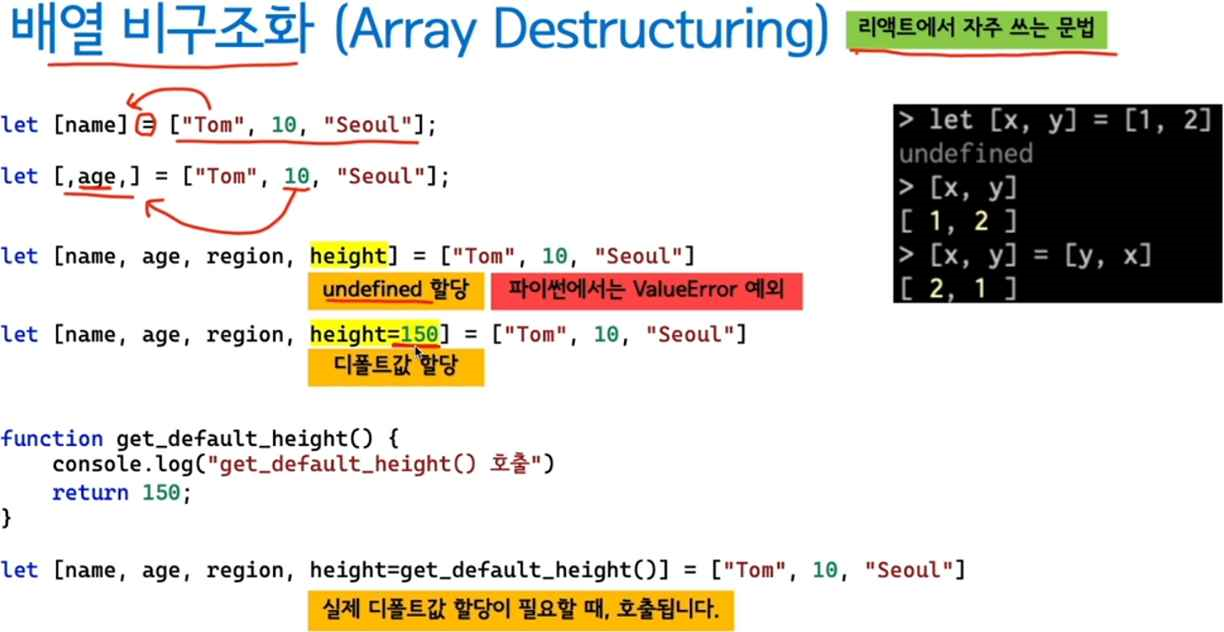 배열 비구조화 (Array Destructuring)
리액트에서 자주 쓰는 문법
let [name] = ["Tom", 10, "Seoul"];
let [,age,] = ["Tom", 10, "Seoul"];
let [name, age, region, height] = ["Tom", 10, "Seoul"]
undefined 할당
파이썬에서는 ValueError 예외
let [name, age, region, height=150] = ["Tom", 10, "Seoul"]
디폴트값 할당
function get_default_height() {
    console.log("get_default_height() 호출")
    return 150;
}
let [name, age, region, height=get_default_height()] = ["Tom", 10, "Seoul"]
실제 디폴트값 할당이 필요할 때, 호출됩니다.
> let [x, y] = [1, 2]
undefined
> [x, y]
[ 1, 2 ]
> [x, y] = [y, x]
[ 2, 1 ]